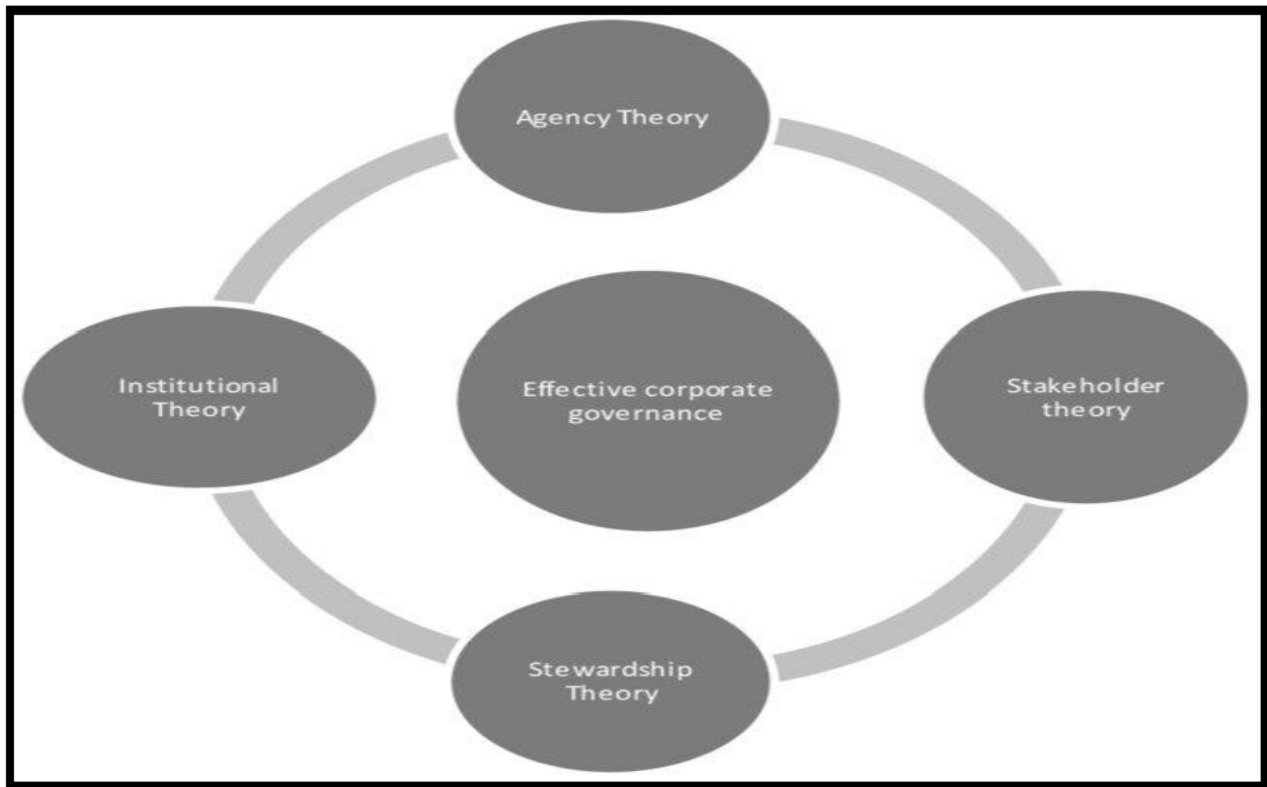 Agency Theory
Institutional
Theory
Effective corporate
governance
Stakeholder
theory
Stewardship
Theory